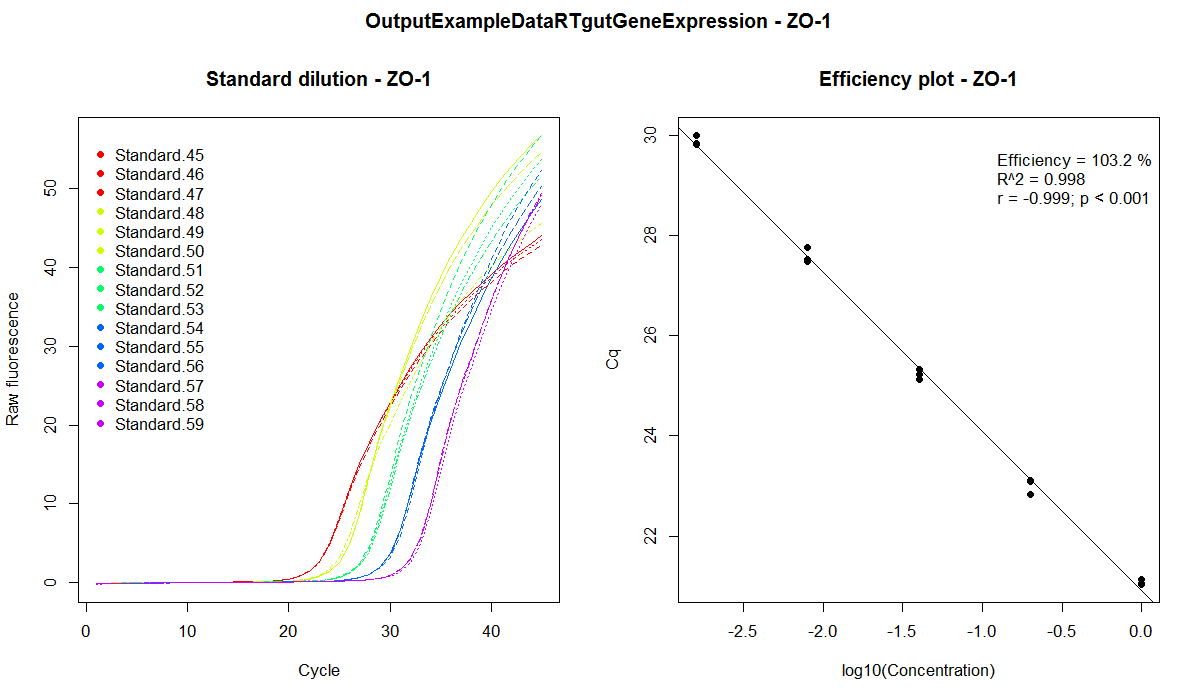 OutputExampleDataRTgutGeneExpression - ZO-1
Standard dilution - ZO-1
Raw fluorescence
50
40
30
20
10
0
Standard.45
Standard.46
Standard.47
Standard.48
Standard.49
Standard.50
Standard.51
Standard.52
Standard.53
Standard.54
Standard.55
Standard.56
Standard.57
Standard.58
Standard.59
0 10 20 30 40
Cycle
Efficiency plot - ZO-1
Cq
30
28
26
24
22
Efficiency = 103.2 %
R^2 = 0.998
r = -0.999; p < 0.001
-2.5 -2.0 -1.5 -1.0 -0.5 0.0
log10(Concentration)